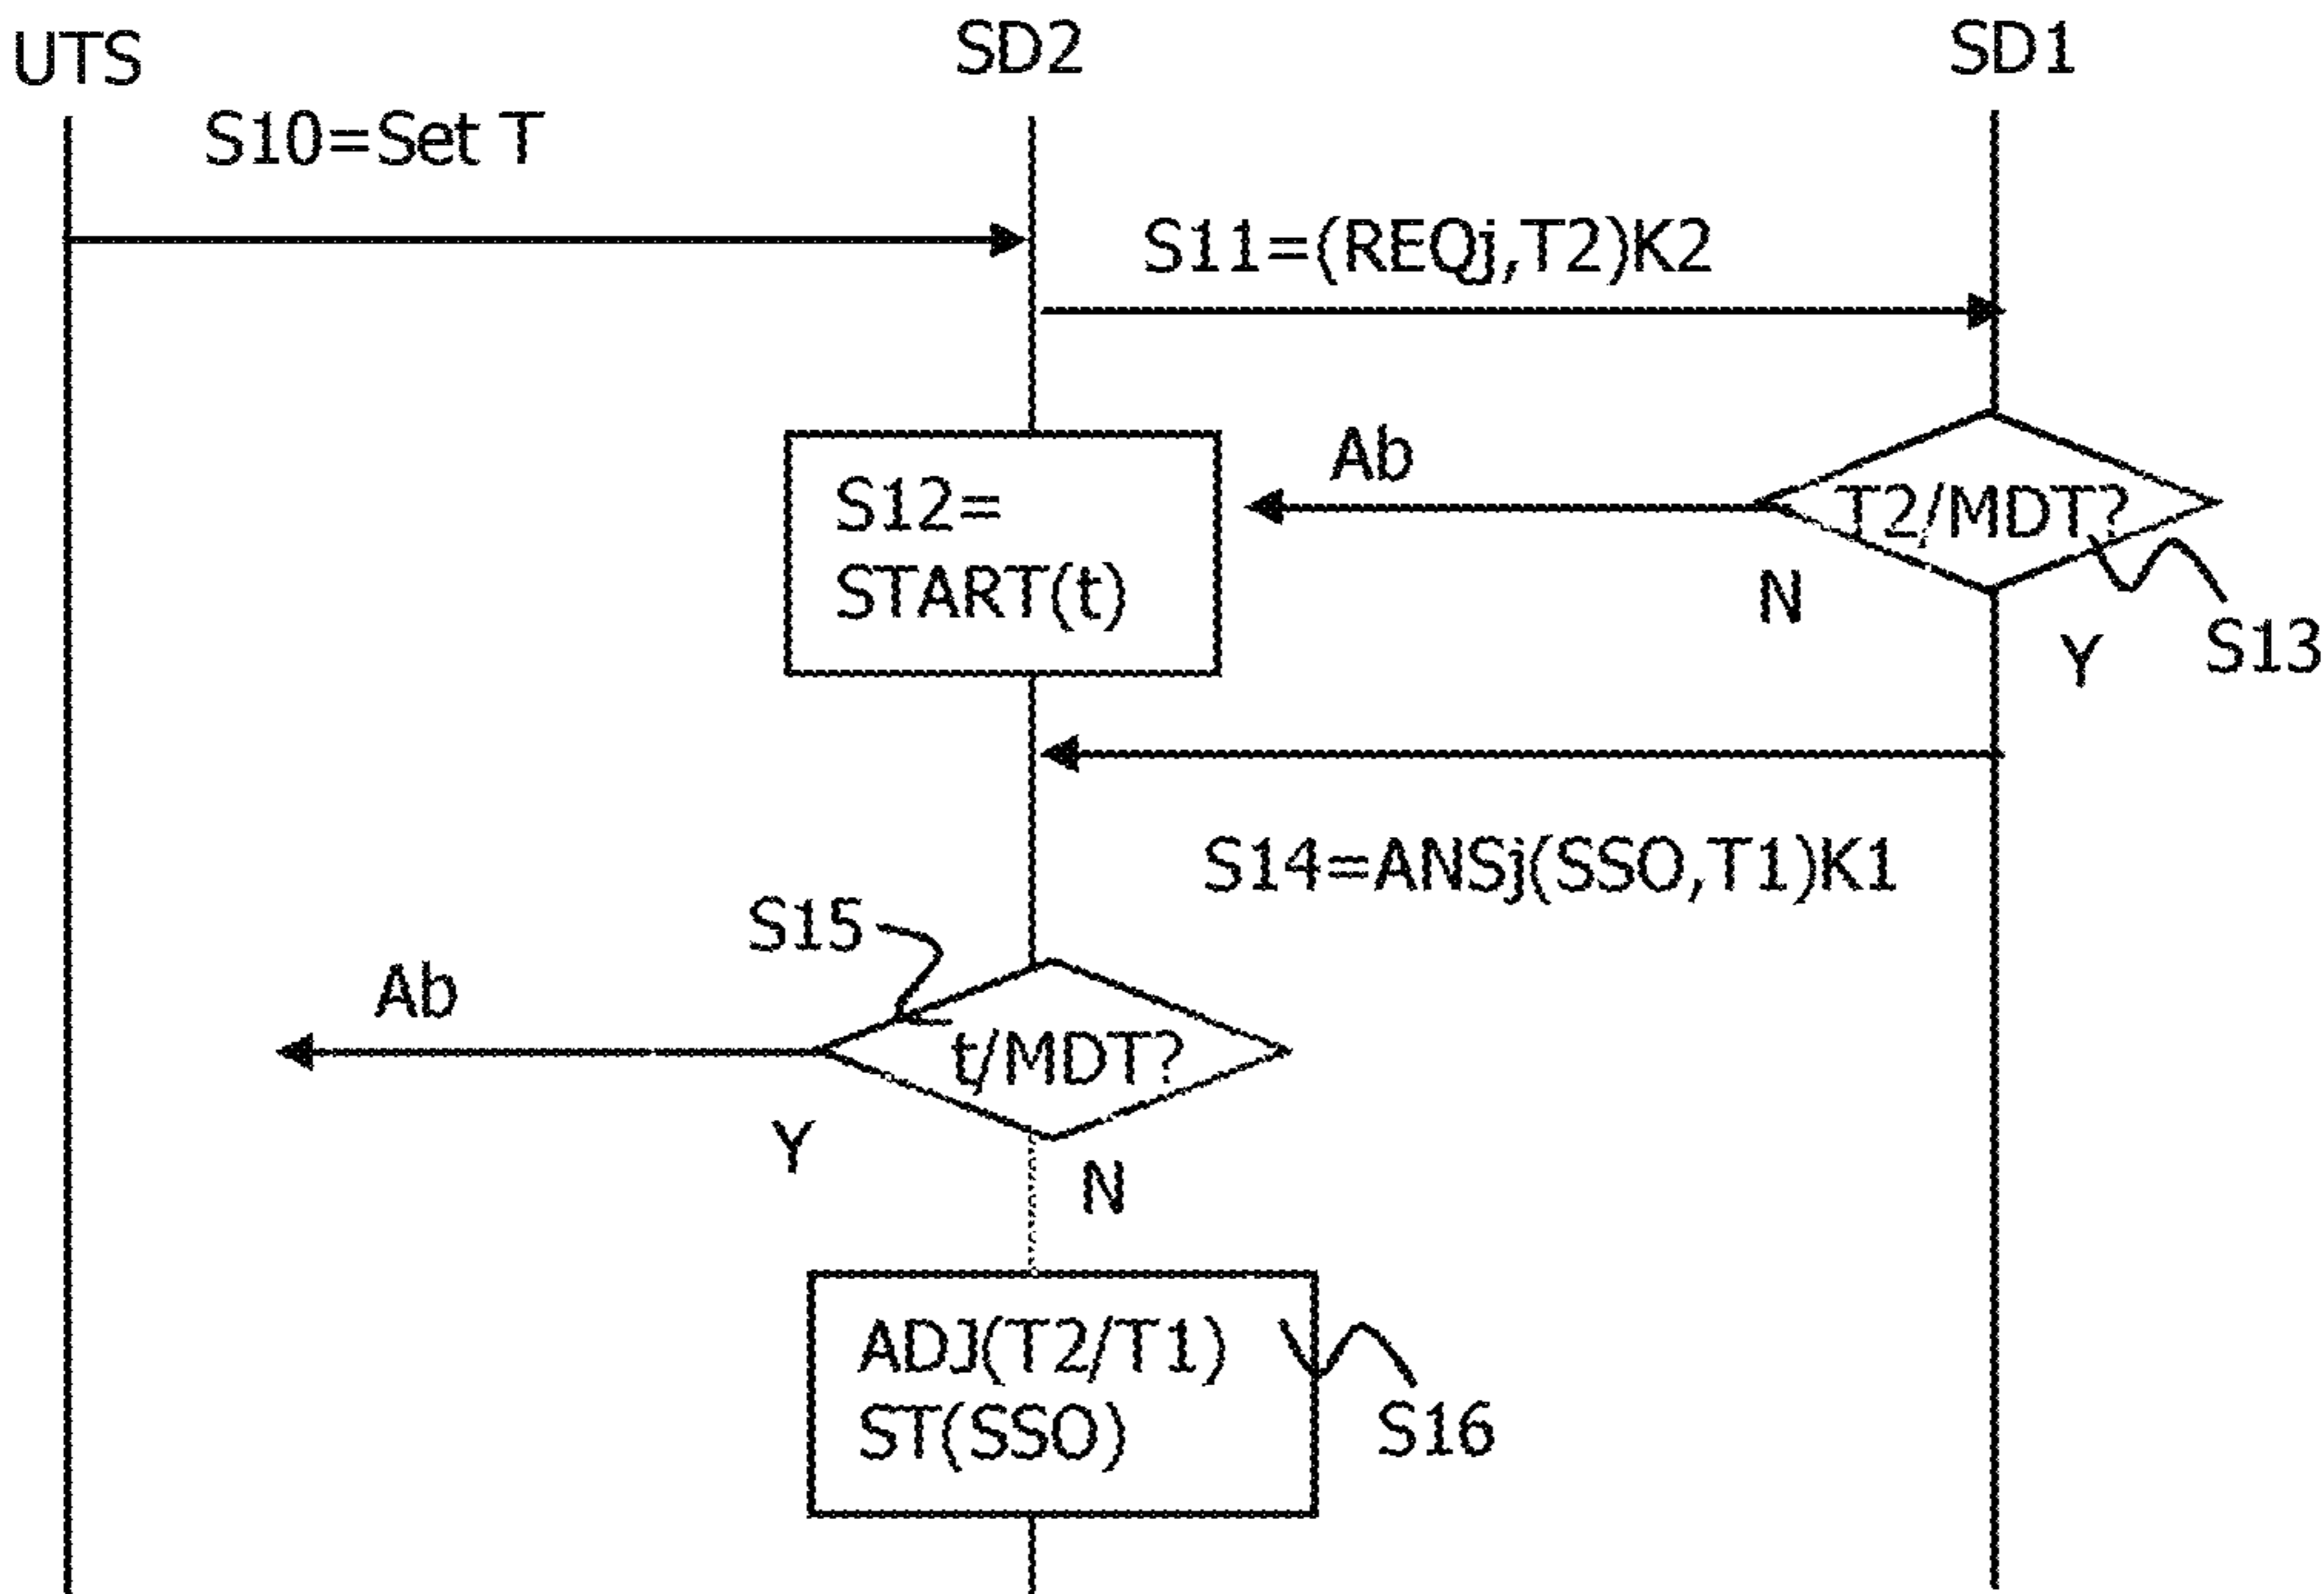 UTS
SD2
SD1
S10=Set T
S11=(REQj,T2)K2
Ab
S12=
START(t)
T2/MDT?
N
Y
S13
S14=ANSj(SSO,T1)K1
S15
Ab
t/MDT?
Y
N
ADJ(T2/T1)
ST(SSO)
S16